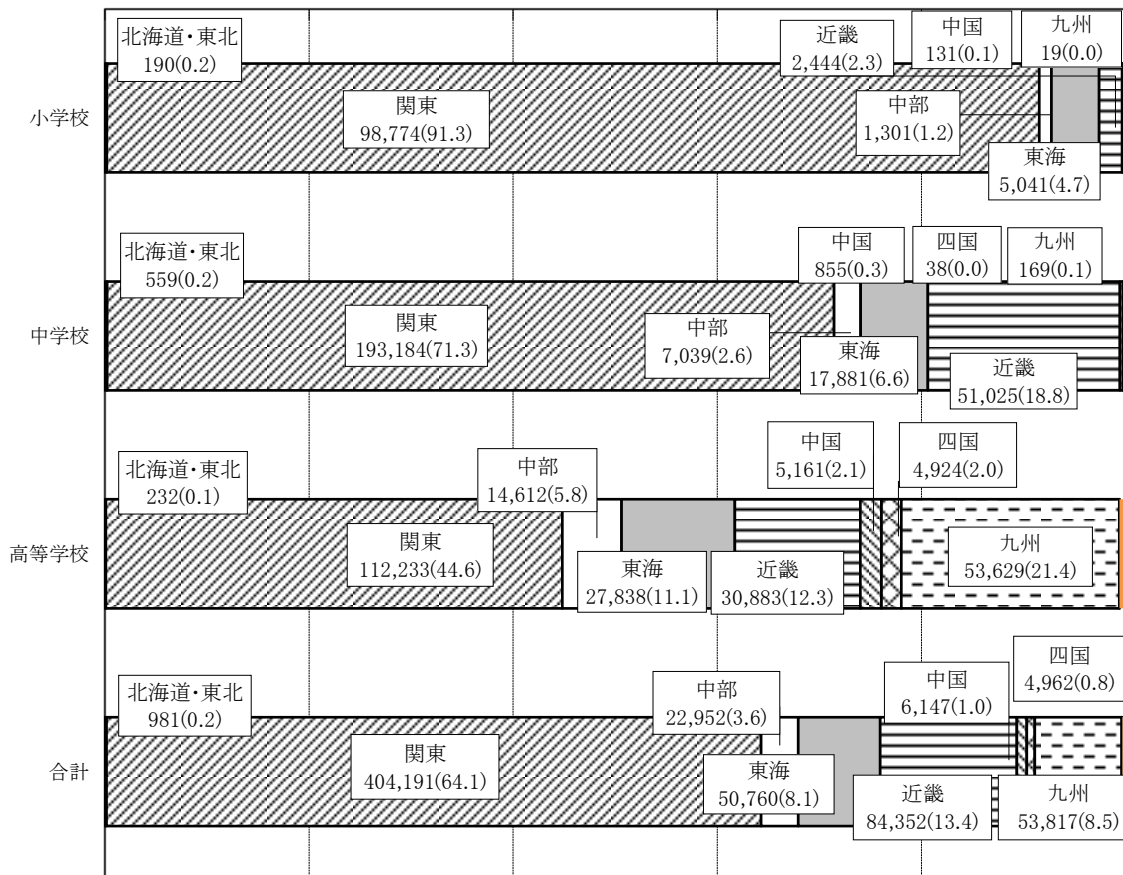 北海道・東北
190(0.2)
近畿
2,444(2.3)
中国
131(0.1)
九州
19(0.0)
小学校
関東
98,774(91.3)
中部
1,301(1.2)
東海
5,041(4.7)
北海道・東北
559(0.2)
中国
855(0.3)
四国
38(0.0)
九州
169(0.1)
中学校
関東
193,184(71.3)
中部
7,039(2.6)
東海
17,881(6.6)
近畿
51,025(18.8)
北海道・東北
232(0.1)
中部
14,612(5.8)
中国
5,161(2.1)
四国
4,924(2.0)
高等学校
関東
112,233(44.6)
東海
27,838(11.1)
近畿
30,883(12.3)
九州
53,629(21.4)
北海道・東北
981(0.2)
中部
22,952(3.6)
中国
6,147(1.0)
四国
4,962(0.8)
合計
関東
404,191(64.1)
東海
50,760(8.1)
近畿
84,352(13.4)
九州
53,817(8.5)